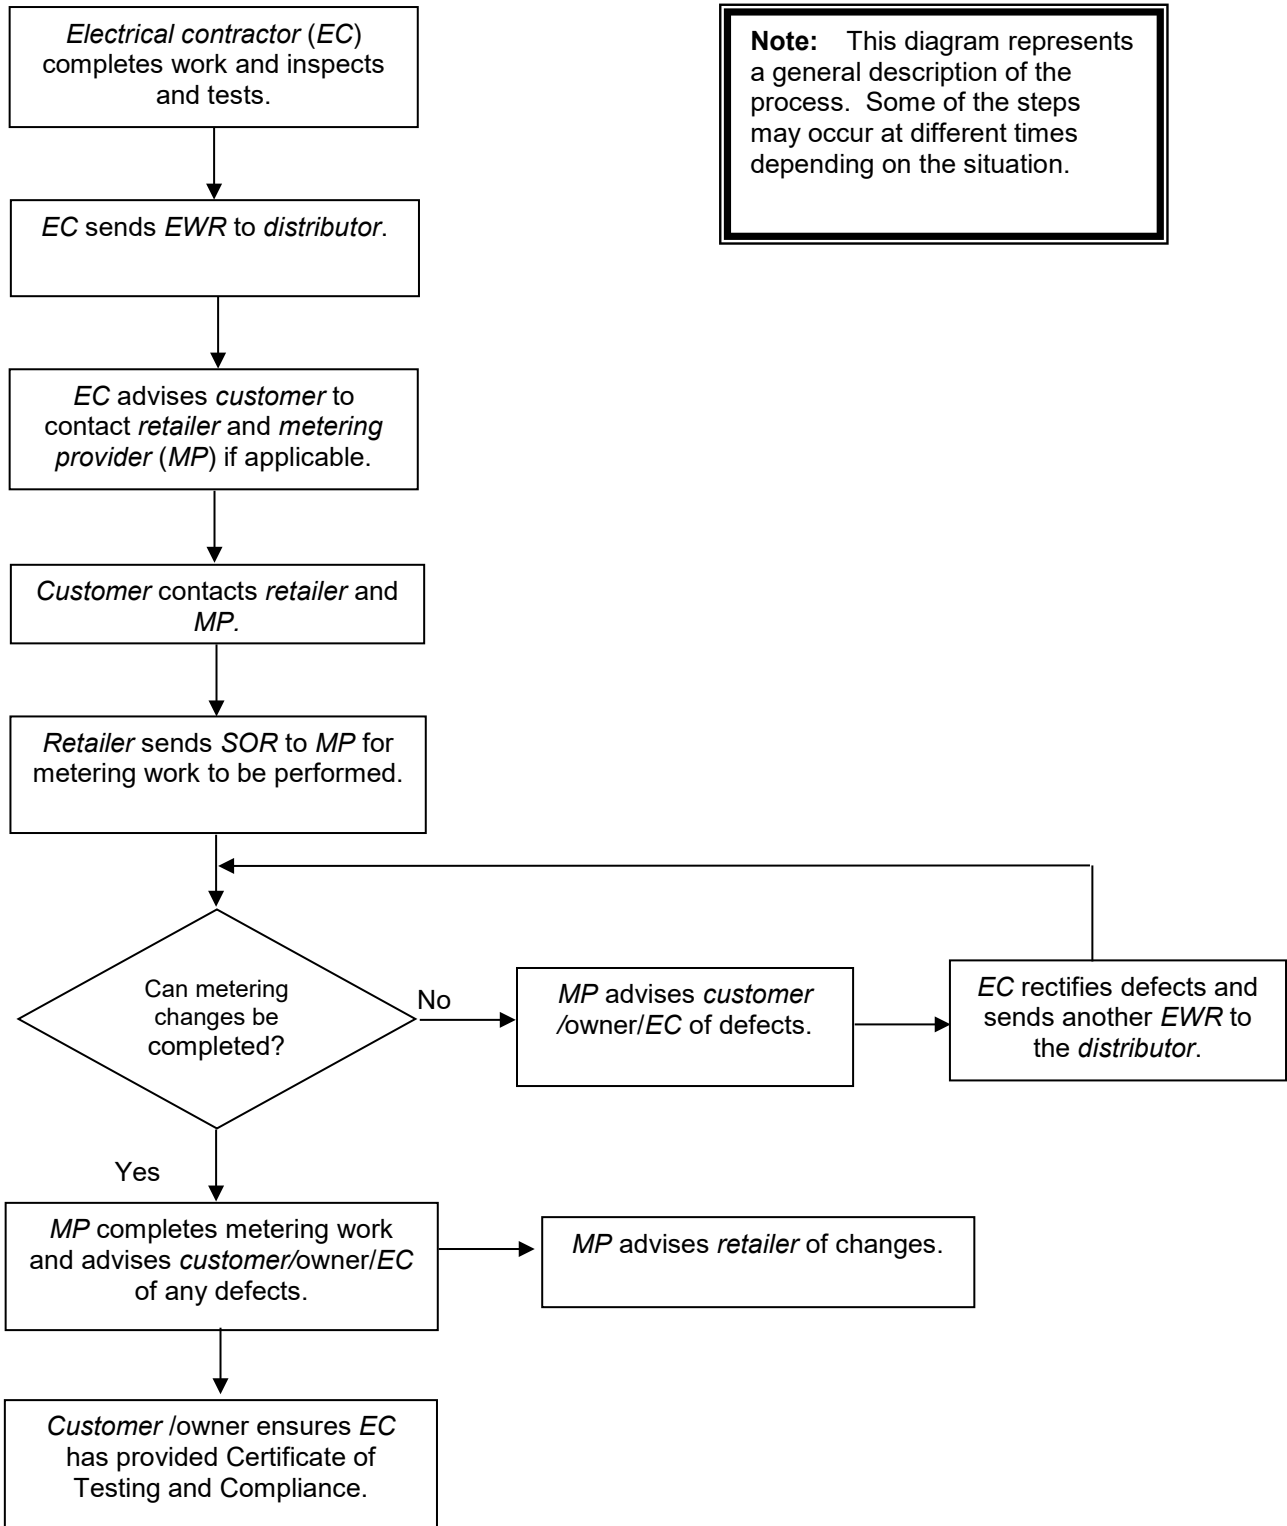 Electrical contractor (EC)
completes work and inspects
and tests.
Note: This diagram represents
a general description of the
process. Some of the steps
may occur at different times
depending on the situation.
EC sends EWR to distributor.
EC advises customer to
contact retailer and metering
provider (MP) if applicable.
Customer contacts retailer and
MP.
Retailer sends SOR to MP for
metering work to be performed.
Can metering
changes be
completed?
No
MP advises customer
/owner/EC of defects.
EC rectifies defects and
sends another EWR to
the distributor.
Yes
MP completes metering work
and advises customer/owner/EC
of any defects.
MP advises retailer of changes.
Customer /owner ensures EC
has provided Certificate of
Testing and Compliance.